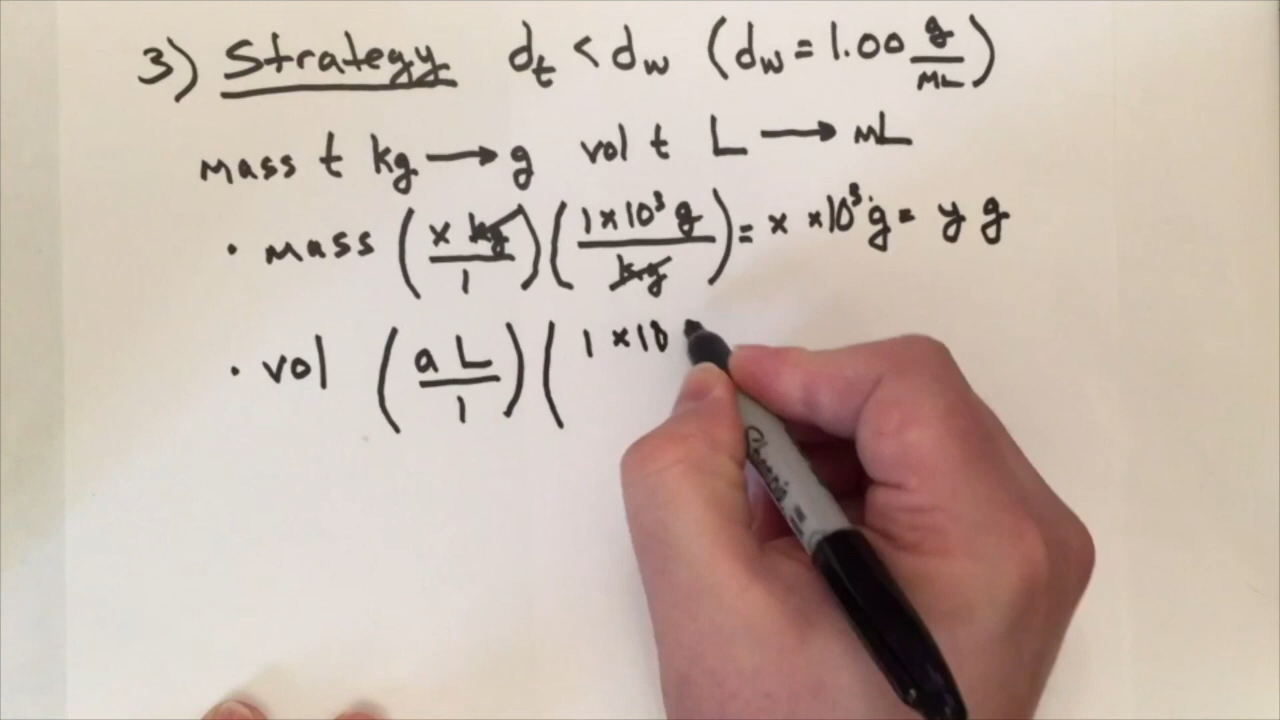 3) Strategy d_t < d_w (d_w = 1.00 g/mL)
mass t kg → g vol t L → mL
• mass (x kg/1)(1×10³ g/kg) = x ×10³ g = y g
• vol (a L/1)(1×10
Sharpie